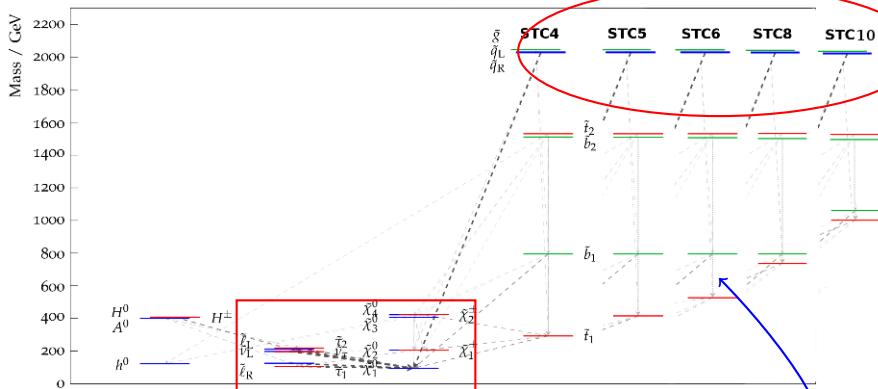 Mass / GeV
2200
2000
1800
1600
1400
1200
1000
800
600
400
200
0
g̃
q̃L
q̃R
STC4 STC5 STC6 STC8 STC10
t̃2
b̃2
b̃1
t̃1
H⁰
A⁰
H±
h⁰
ℓ̃L
ν̃L
τ̃2
ν̃τ
ℓ̃R
τ̃1
χ̃⁰4
χ̃⁰3
χ̃⁰2
χ̃⁰1
χ̃±2
χ̃±1